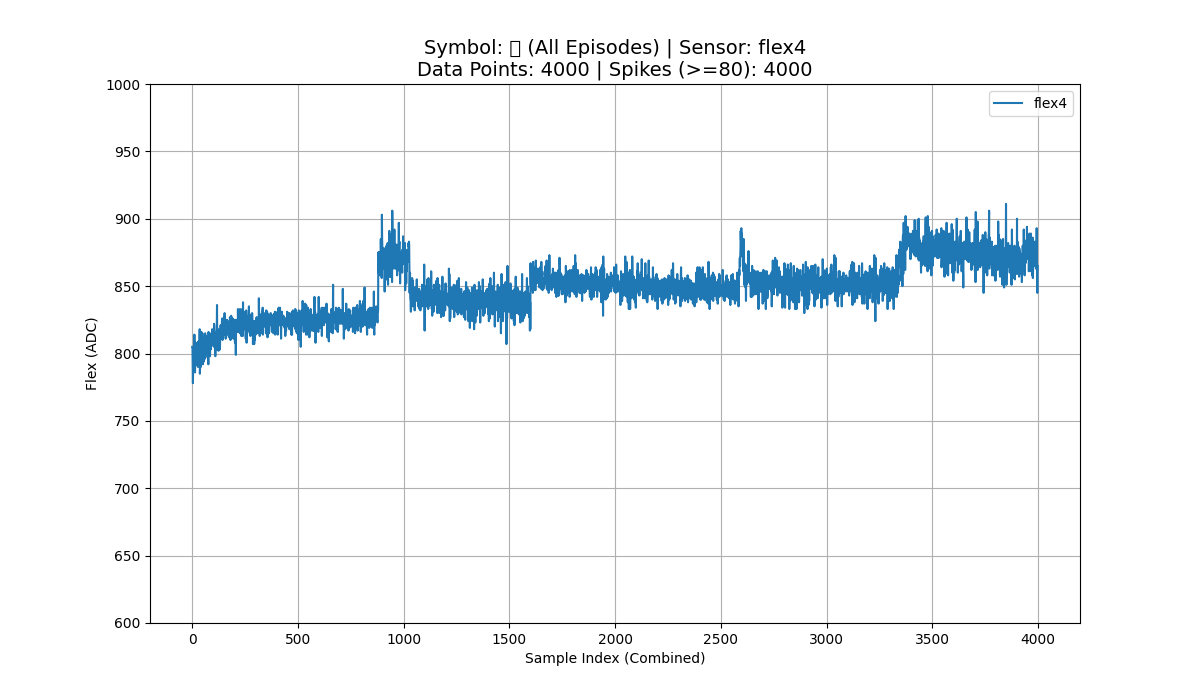 Symbol: (All Episodes) | Sensor: flex4
Data Points: 4000 | Spikes (>=80): 4000
1000
950
900
850
800
750
700
650
600
Flex (ADC)
flex4
0 500 1000 1500 2000 2500 3000 3500 4000
Sample Index (Combined)